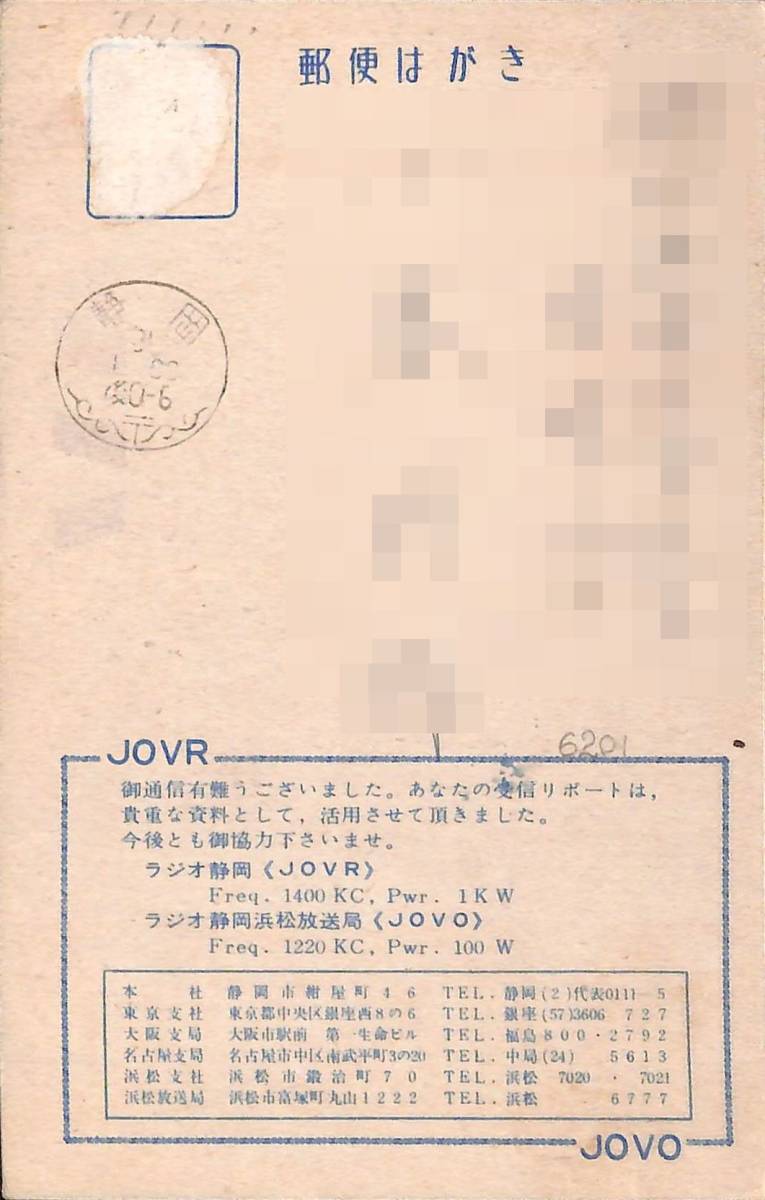 郵便はがき
静岡
6201
JOVR
御通信有難うございました。あなたの受信リポートは,
貴重な資料として, 活用させて頂きました。
今後とも御協力下さいませ。
ラジオ静岡《JOVR》
Freq. 1400 KC, Pwr. 1KW
ラジオ静岡浜松放送局《JOVO》
Freq. 1220 KC, Pwr. 100 W
本社 静岡市紺屋町46 TEL. 静岡(2)代表0111-5
東京支社 東京都中央区銀座西8の6 TEL. 銀座(57)3606 727
大阪支局 大阪市駅前 第一生命ビル TEL. 福島800・2792
名古屋支局 名古屋市中区南武平町3の20 TEL. 中局(24) 5613
浜松支社 浜松市鍛治町70 TEL. 浜松 7020・7021
浜松放送局 浜松市富塚町丸山1222 TEL. 浜松 6777
JOVO